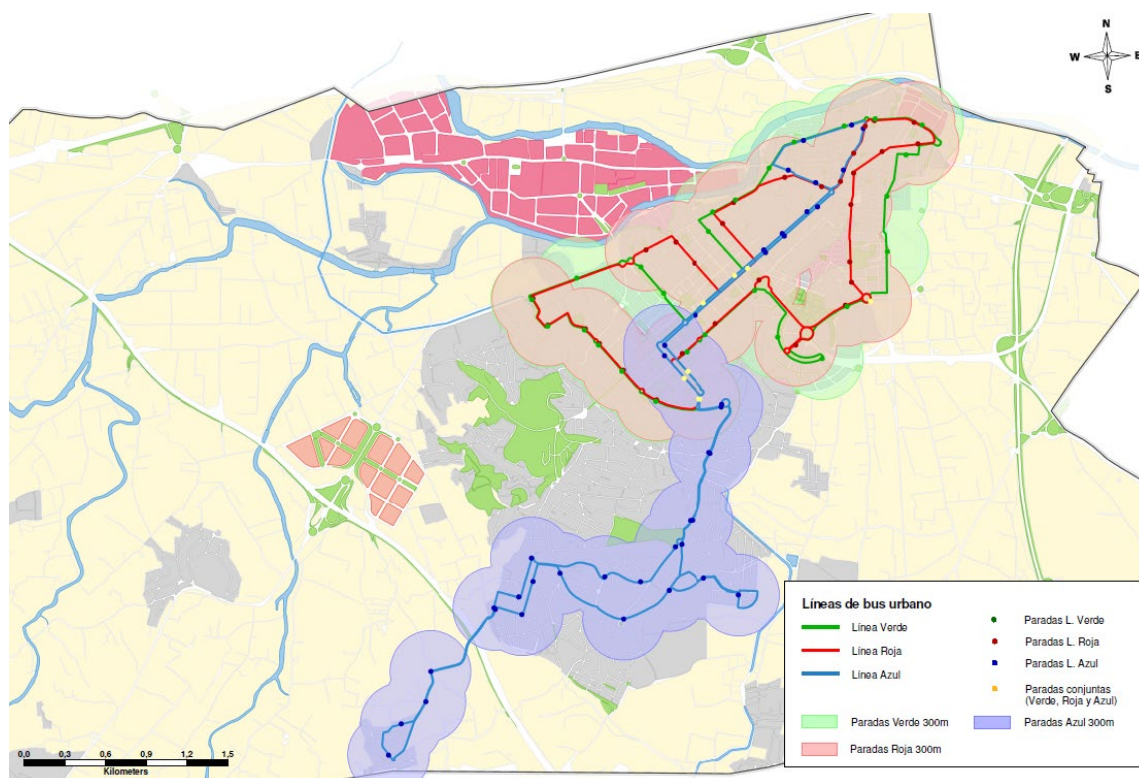 N
W E
S
Líneas de bus urbano
Línea Verde
Línea Roja
Línea Azul
Paradas L. Verde
Paradas L. Roja
Paradas L. Azul
Paradas conjuntas
(Verde, Roja y Azul)
Paradas Verde 300m
Paradas Azul 300m
Paradas Roja 300m
0,0 0,3 0,6 0,9 1,2 1,5
Kilometers